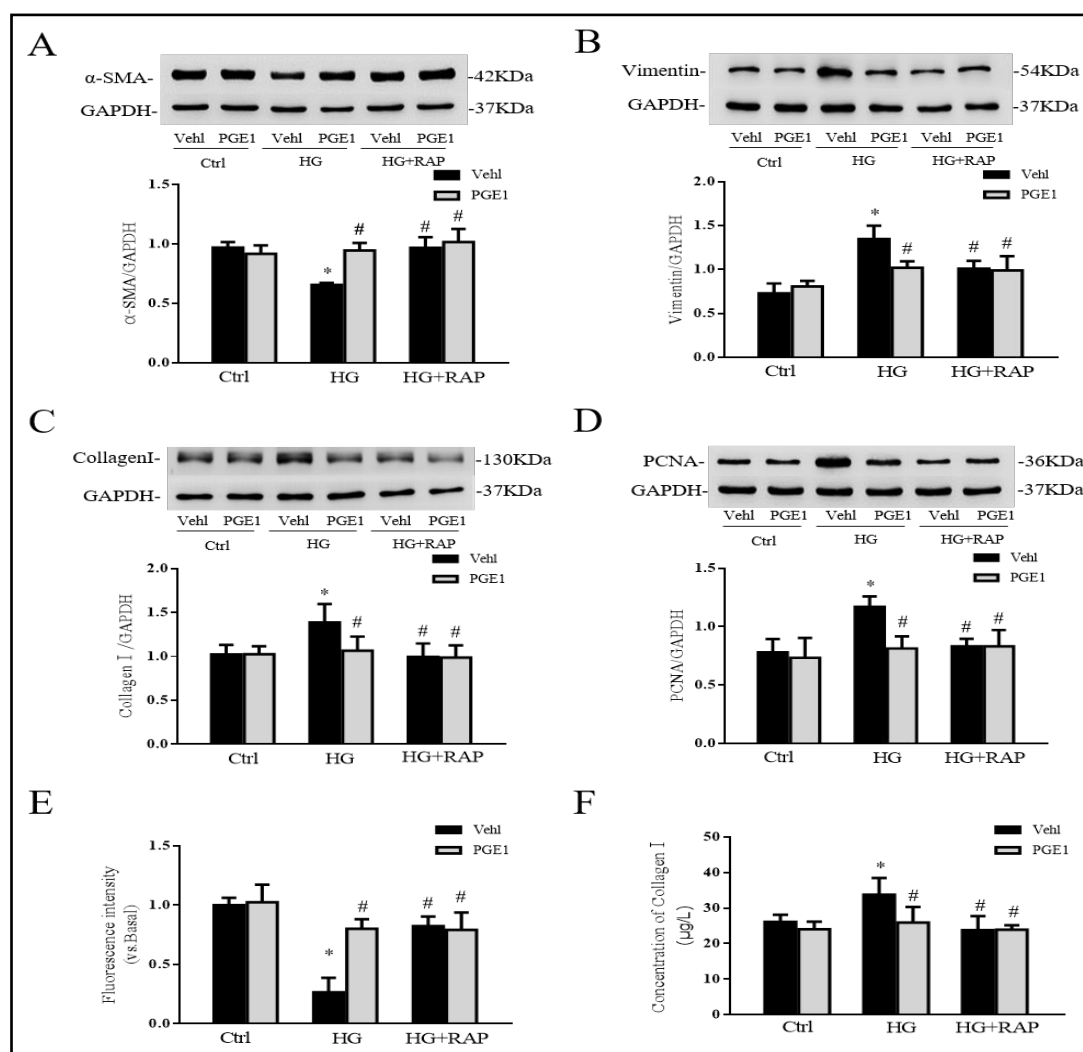 A
α-SMA-
-42KDa
GAPDH-
-37KDa
Vehl PGE1 Vehl PGE1 Vehl PGE1
Ctrl HG HG+RAP
Vehl
PGE1
α-SMA/GAPDH
1.5
1.0
0.5
0.0
*
#
# #
Ctrl HG HG+RAP
B
Vimentin-
-54KDa
GAPDH-
-37KDa
Vehl PGE1 Vehl PGE1 Vehl PGE1
Ctrl HG HG+RAP
Vehl
PGE1
Vimentin/GAPDH
2.0
1.5
1.0
0.5
0.0
*
#
# #
Ctrl HG HG+RAP
C
CollagenI-
-130KDa
GAPDH-
-37KDa
Vehl PGE1 Vehl PGE1 Vehl PGE1
Ctrl HG HG+RAP
Vehl
PGE1
Collagen I /GAPDH
2.0
1.5
1.0
0.5
0.0
*
#
# #
Ctrl HG HG+RAP
D
PCNA-
-36KDa
GAPDH-
-37KDa
Vehl PGE1 Vehl PGE1 Vehl PGE1
Ctrl HG HG+RAP
Vehl
PGE1
PCNA/GAPDH
1.5
1.0
0.5
0.0
*
#
# #
Ctrl HG HG+RAP
E
Vehl
PGE1
Fluorescence intensity
(vs.Basal)
1.5
1.0
0.5
0.0
*
#
# #
Ctrl HG HG+RAP
F
Vehl
PGE1
Concentration of Collagen I
(μg/L)
50
40
30
20
10
0
*
#
# #
Ctrl HG HG+RAP